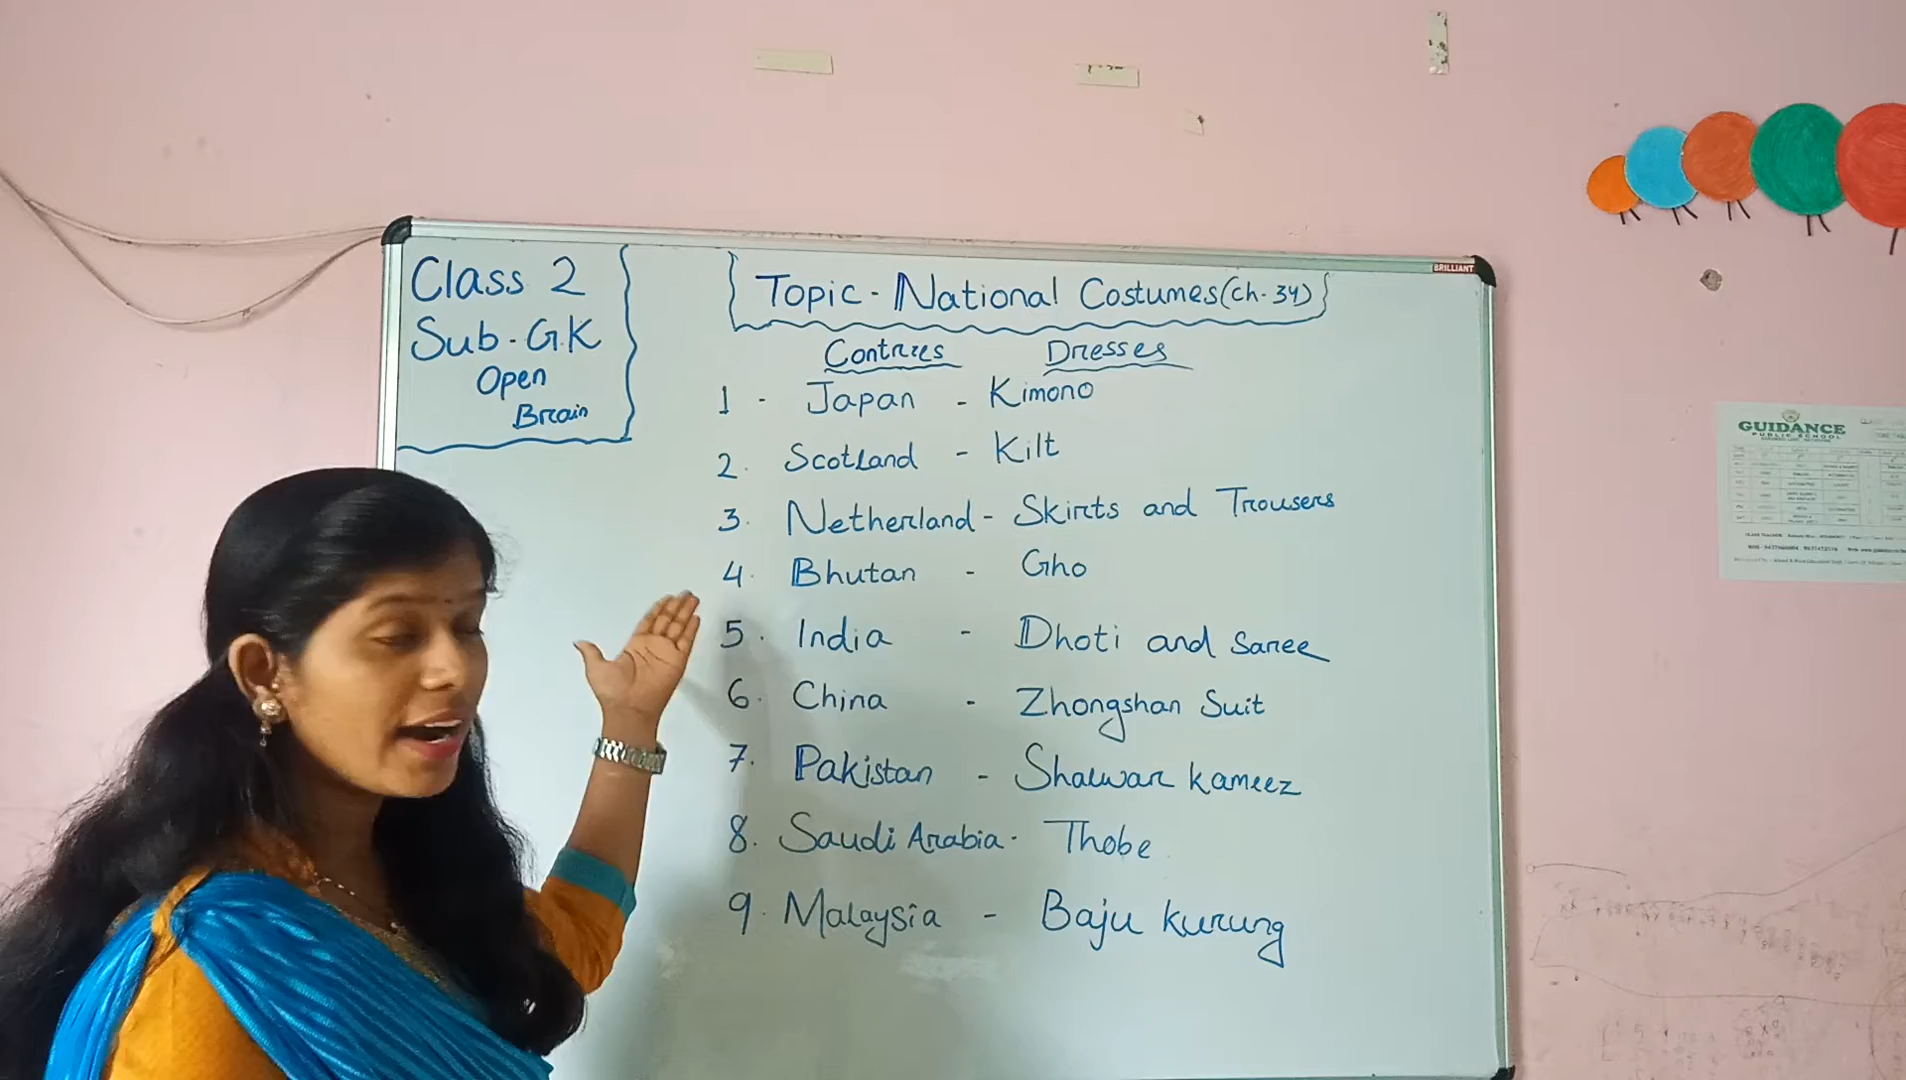 BRILLIANT
Class 2
Sub - G.K
Open
Brain
Topic - National Costumes (Ch - 34)
Contries Dresses
1 - Japan - Kimono
2. Scotland - Kilt
3. Netherland - Skirts and Trousers
4. Bhutan - Gho
5. India - Dhoti and Saree
6. China - Zhongshan Suit
7. Pakistan - Shalwar kameez
8. Saudi Arabia - Thobe
9. Malaysia - Baju kurung
GUIDANCE
PUBLIC SCHOOL